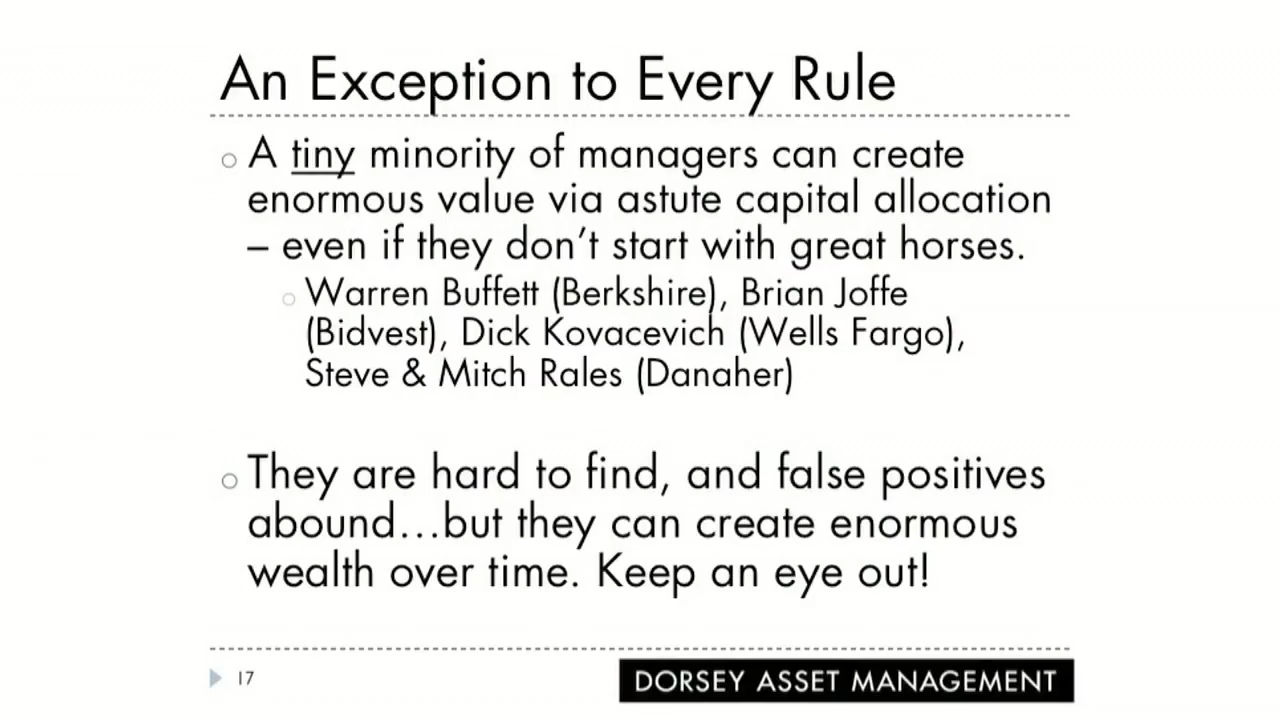 An Exception to Every Rule
A tiny minority of managers can create
enormous value via astute capital allocation
– even if they don't start with great horses.
Warren Buffett (Berkshire), Brian Joffe
(Bidvest), Dick Kovacevich (Wells Fargo),
Steve & Mitch Rales (Danaher)
They are hard to find, and false positives
abound...but they can create enormous
wealth over time. Keep an eye out!
17
DORSEY ASSET MANAGEMENT